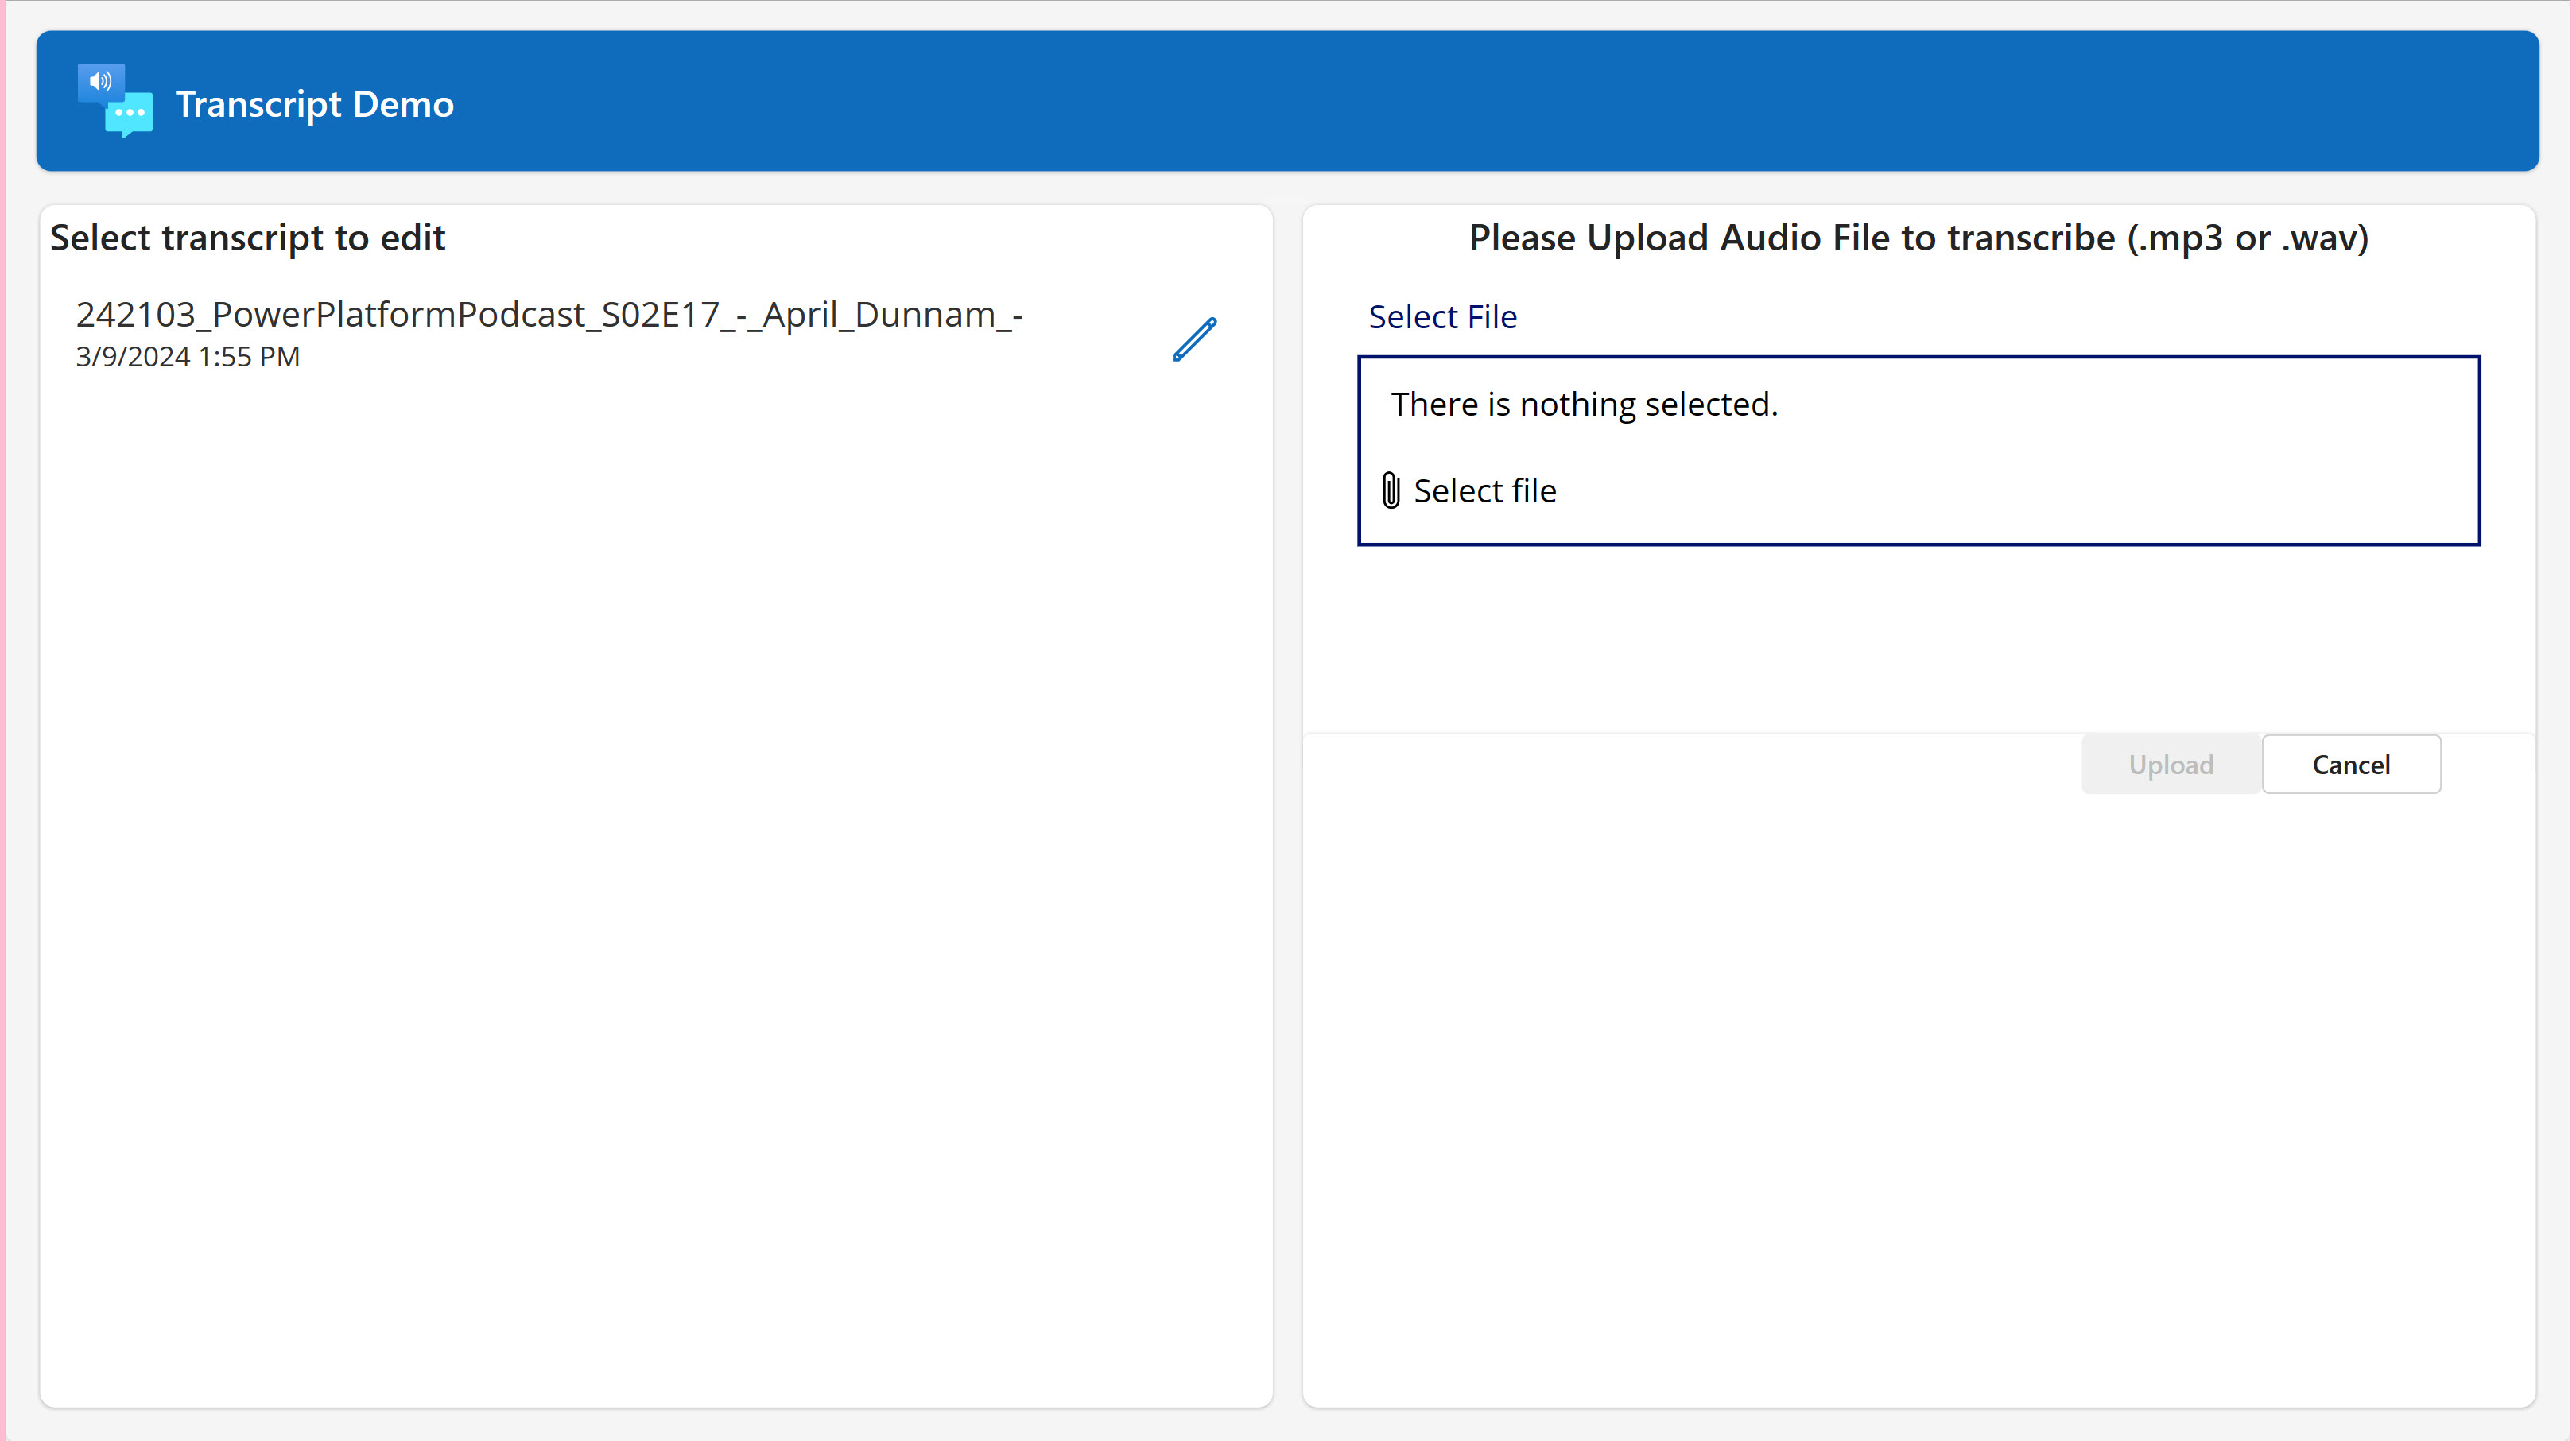 Transcript Demo
Select transcript to edit
242103_PowerPlatformPodcast_S02E17_-_April_Dunnam_-
3/9/2024 1:55 PM
Please Upload Audio File to transcribe (.mp3 or .wav)
Select File
There is nothing selected.
Select file
Upload
Cancel